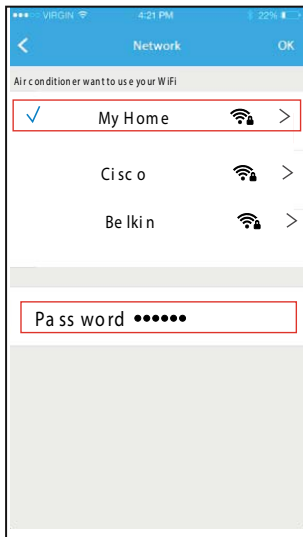 VIRGIN 4:21 PM 22%
Network OK
Air conditioner want to use your WiFi
My Home
Cisco
Belkin
Password ••••••